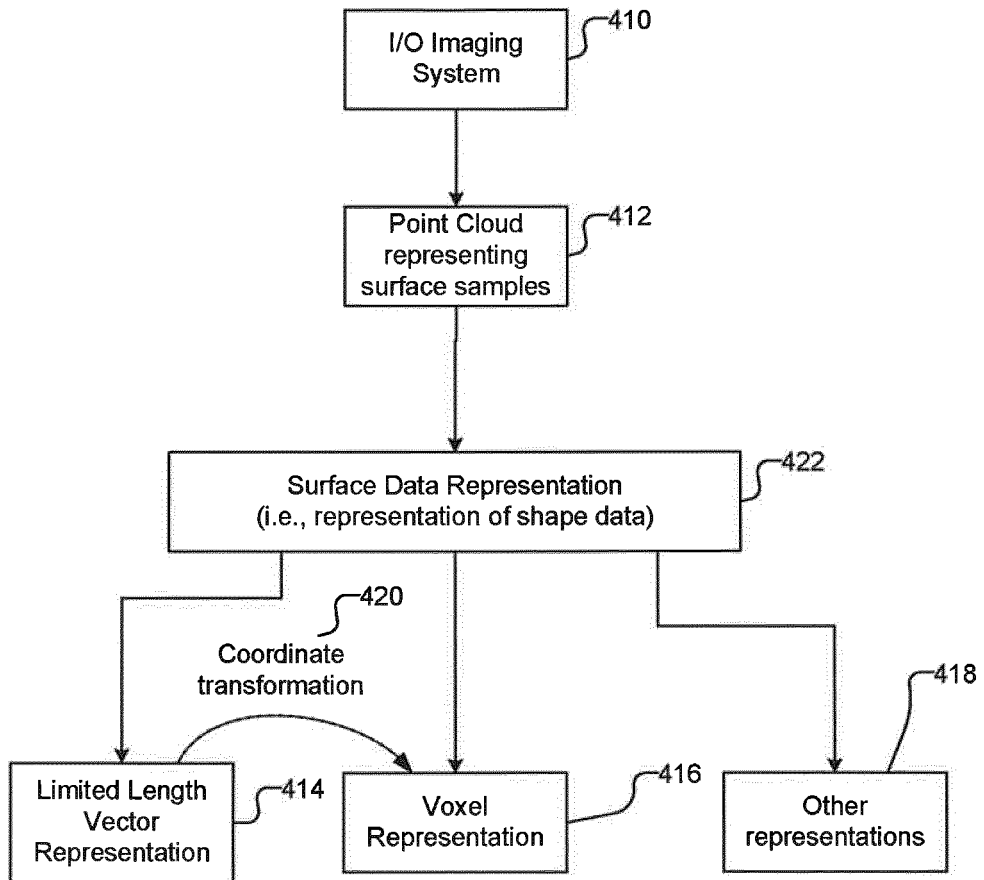 I/O Imaging
System
410
Point Cloud
representing
surface samples
412
Surface Data Representation
(i.e., representation of shape data)
422
420
Coordinate
transformation
418
Limited Length
Vector
Representation
414
Voxel
Representation
416
Other
representations